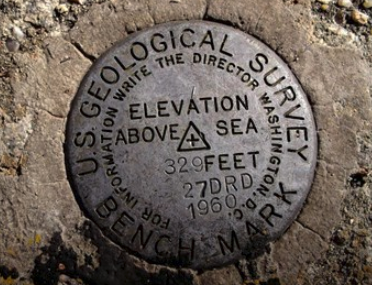 U.S. GEOLOGICAL SURVEY
FOR INFORMATION WRITE THE DIRECTOR WASHINGTON, D.C.
ELEVATION
ABOVE SEA
329 FEET
27DRD
1960
BENCH MARK